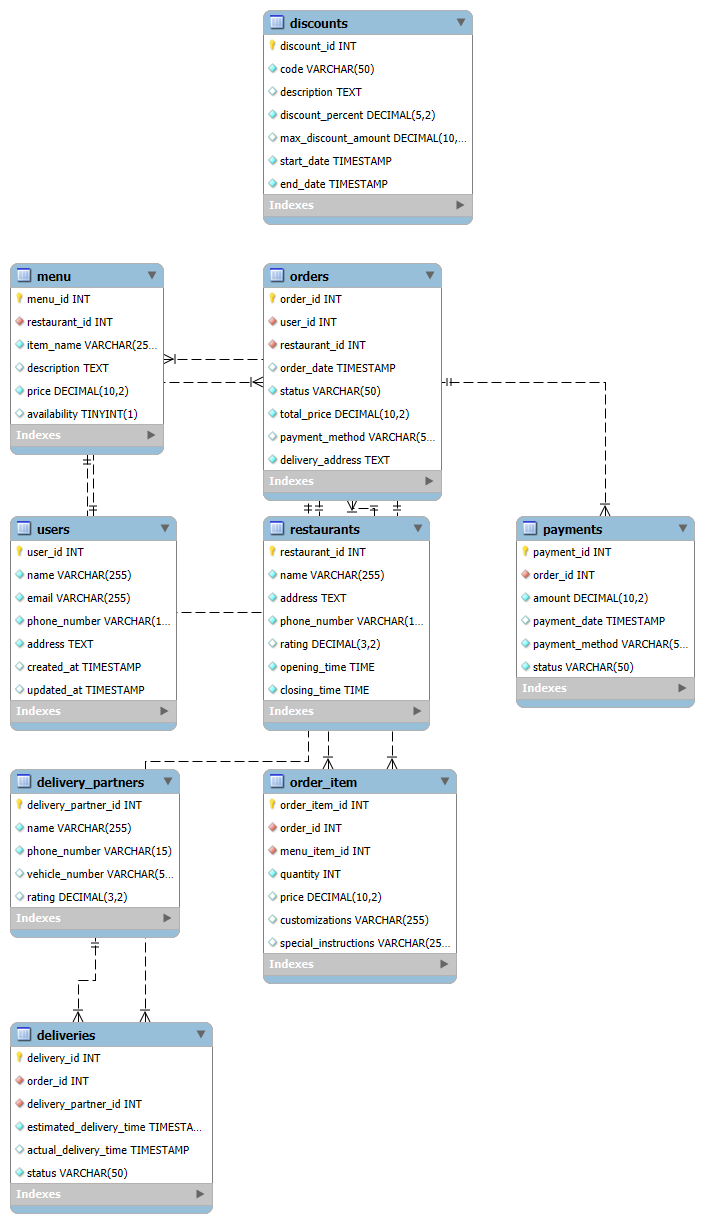 discounts
discount_id INT
code VARCHAR(50)
description TEXT
discount_percent DECIMAL(5,2)
max_discount_amount DECIMAL(10,...
start_date TIMESTAMP
end_date TIMESTAMP
Indexes
menu
menu_id INT
restaurant_id INT
item_name VARCHAR(25...
description TEXT
price DECIMAL(10,2)
availability TINYINT(1)
Indexes
orders
order_id INT
user_id INT
restaurant_id INT
order_date TIMESTAMP
status VARCHAR(50)
total_price DECIMAL(10,2)
payment_method VARCHAR(5...
delivery_address TEXT
Indexes
users
user_id INT
name VARCHAR(255)
email VARCHAR(255)
phone_number VARCHAR(1...
address TEXT
created_at TIMESTAMP
updated_at TIMESTAMP
Indexes
restaurants
restaurant_id INT
name VARCHAR(255)
address TEXT
phone_number VARCHAR(1...
rating DECIMAL(3,2)
opening_time TIME
closing_time TIME
Indexes
payments
payment_id INT
order_id INT
amount DECIMAL(10,2)
payment_date TIMESTAMP
payment_method VARCHAR(5...
status VARCHAR(50)
Indexes
delivery_partners
delivery_partner_id INT
name VARCHAR(255)
phone_number VARCHAR(15)
vehicle_number VARCHAR(5...
rating DECIMAL(3,2)
Indexes
order_item
order_item_id INT
order_id INT
menu_item_id INT
quantity INT
price DECIMAL(10,2)
customizations VARCHAR(255)
special_instructions VARCHAR(25...
Indexes
deliveries
delivery_id INT
order_id INT
delivery_partner_id INT
estimated_delivery_time TIMESTA...
actual_delivery_time TIMESTAMP
status VARCHAR(50)
Indexes